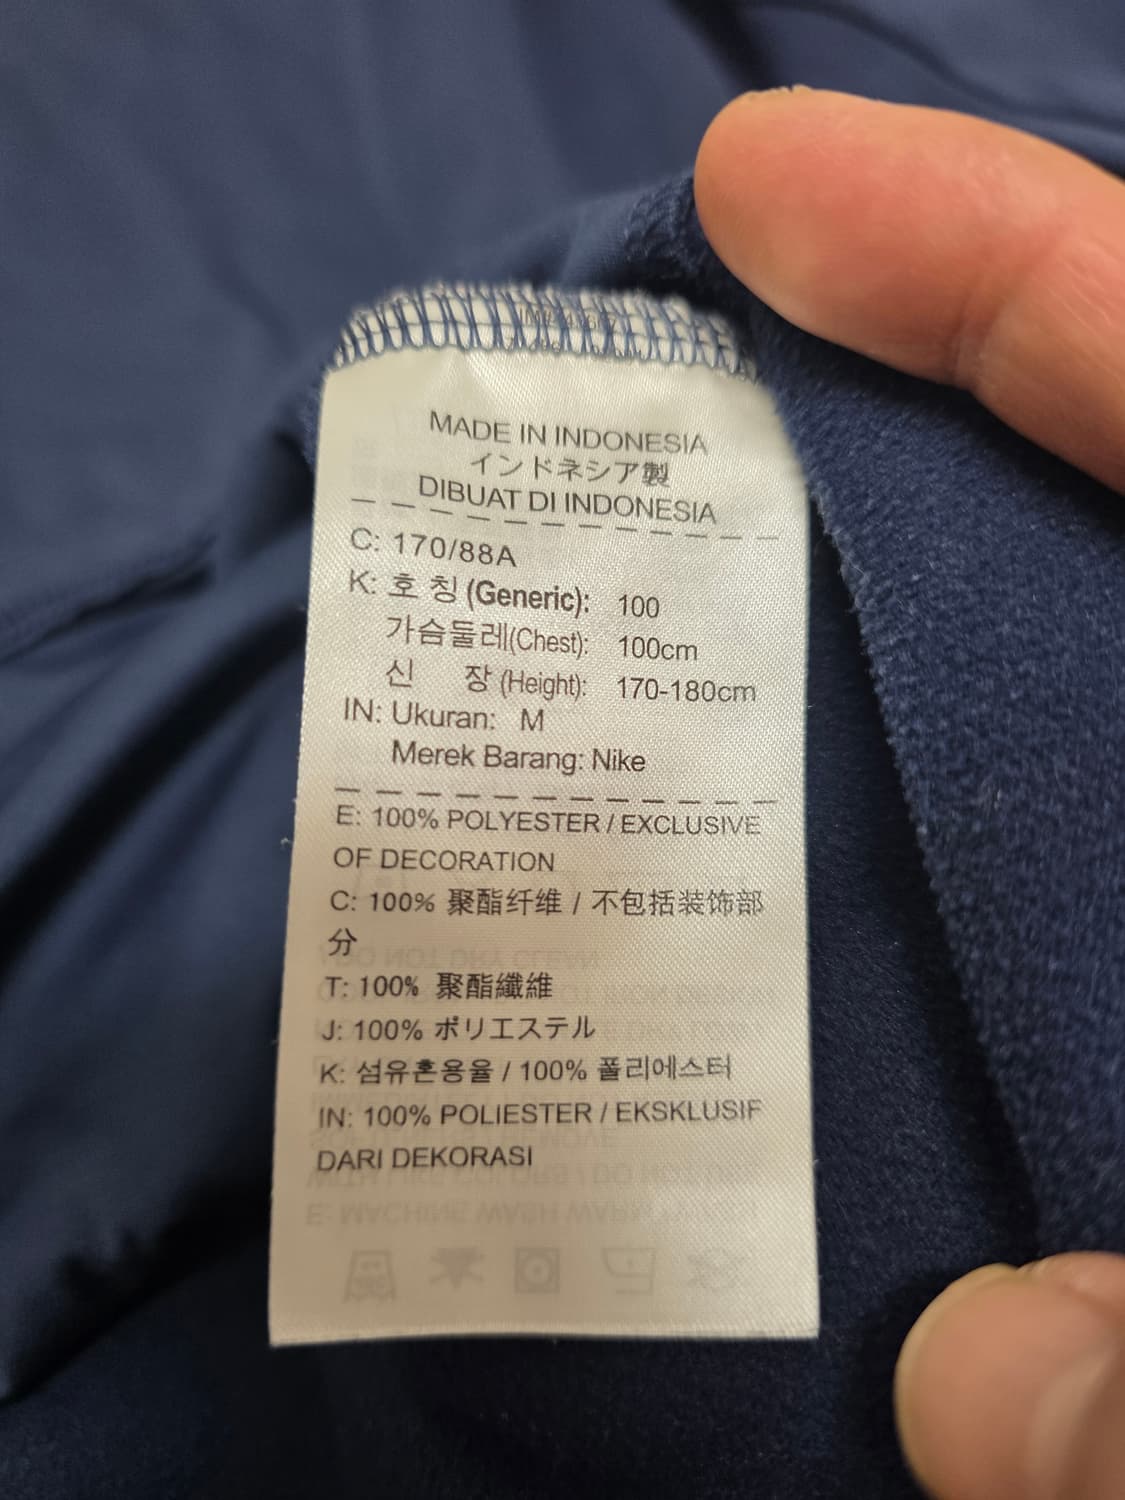 MADE IN INDONESIA
インドネシア製
DIBUAT DI INDONESIA
C: 170/88A
K: 호 칭 (Generic): 100
가슴둘레(Chest): 100cm
신 장 (Height): 170-180cm
IN: Ukuran: M
Merek Barang: Nike
E: 100% POLYESTER / EXCLUSIVE
OF DECORATION
C: 100% 聚酯纤维 / 不包括装饰部
分
T: 100% 聚酯纖維
J: 100% ポリエステル
K: 섬유혼용율 / 100% 폴리에스터
IN: 100% POLIESTER / EKSKLUSIF
DARI DEKORASI